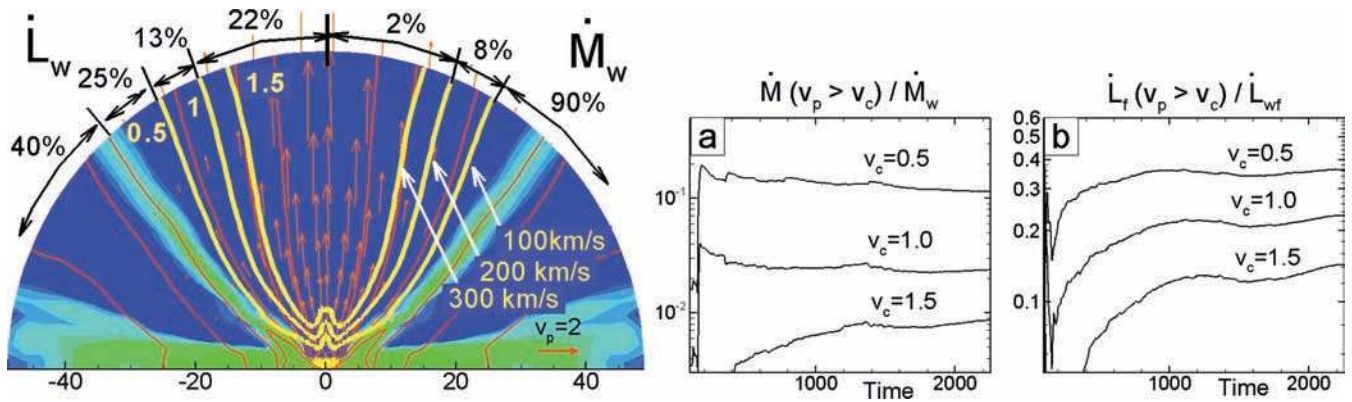 L̇w
Ṁw
40%
25%
13%
22%
2%
8%
90%
0.5
1
1.5
100km/s
200 km/s
300 km/s
vp=2
-40
-20
0
20
40
Ṁ (vp > vc) / Ṁw
a
vc=0.5
vc=1.0
vc=1.5
10-1
10-2
1000
Time
2000
L̇f (vp > vc) / L̇wf
b
0.6
0.4
0.3
0.2
0.1
vc=0.5
vc=1.0
vc=1.5
1000
Time
2000